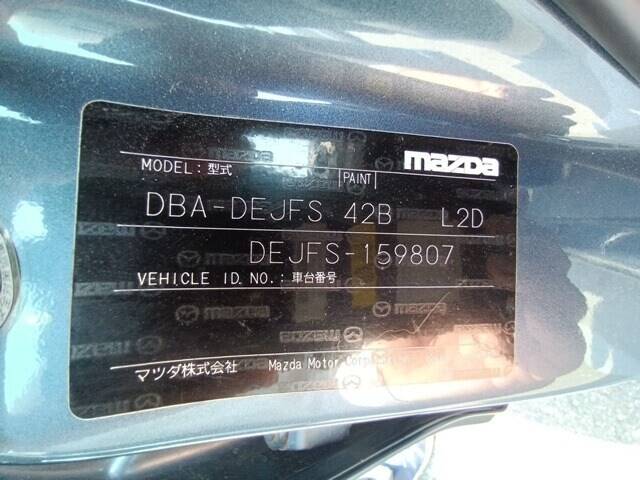 mazda
MODEL:型式 PAINT
DBA-DEJFS 42B L2D
DEJFS-159807
VEHICLE ID.NO.:車台番号
マツダ株式会社 Mazda Motor